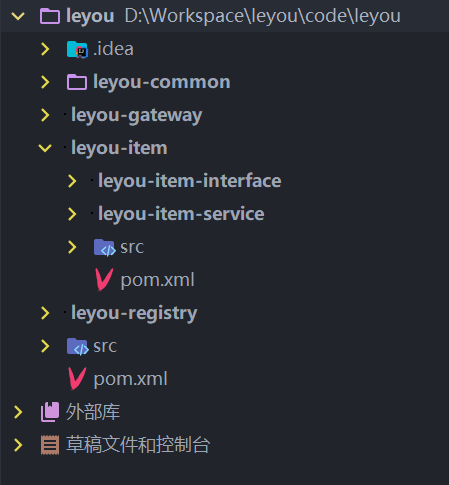 leyou D:\Workspace\leyou\code\leyou
.idea
leyou-common
leyou-gateway
leyou-item
leyou-item-interface
leyou-item-service
src
pom.xml
leyou-registry
src
pom.xml
外部库
草稿文件和控制台